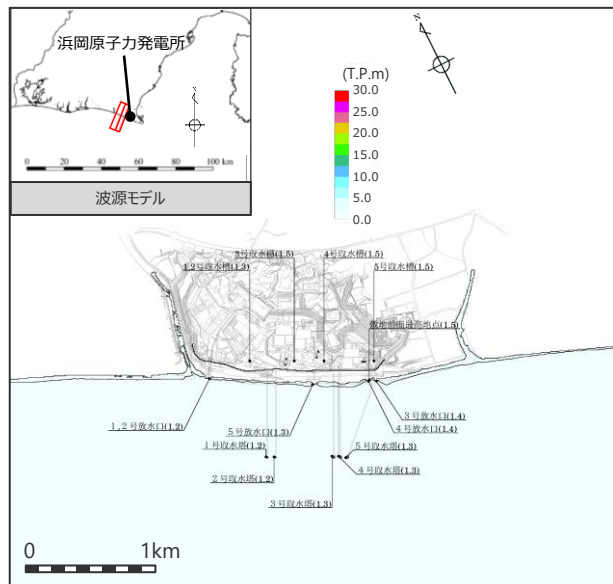 浜岡原子力発電所
N
0 20 40 60 80 100 km
波源モデル
N
(T.P.m)
30.0
25.0
20.0
15.0
10.0
5.0
0.0
3号取水槽(1.5)
4号取水槽(1.5)
1,2号取水槽(1.3)
5号取水槽(1.5)
敷地前面最高地点(1.5)
3号放水口(1.4)
1,2号放水口(1.2)
5号放水口(1.3)
4号放水口(1.4)
1号取水塔(1.2)
5号取水塔(1.3)
2号取水塔(1.2)
4号取水塔(1.3)
3号取水塔(1.3)
0 1km